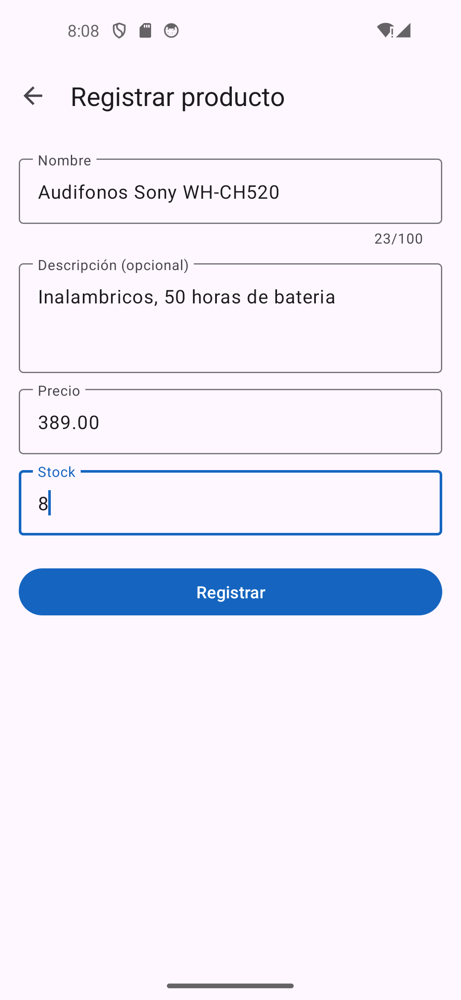 8:08
Registrar producto
Nombre
Audifonos Sony WH-CH520
23/100
Descripción (opcional)
Inalambricos, 50 horas de bateria
Precio
389.00
Stock
8
Registrar